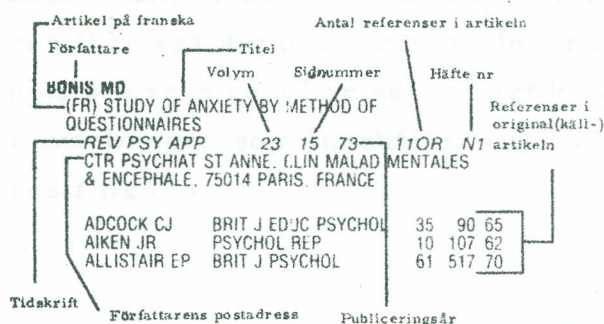 Artikel på franska
Antal referenser i artikeln
Författare
Titel
Volym
Sidnummer
Häfte nr
BONIS MD
(FR) STUDY OF ANXIETY BY METHOD OF
QUESTIONNAIRES
Referenser i
original(käll-)
artikeln
REV PSY APP 23 15 73 11OR N1
CTR PSYCHIAT ST ANNE, CLIN MALAD MENTALES
& ENCEPHALE, 75014 PARIS, FRANCE
ADCOCK CJ BRIT J EDUC PSYCHOL 35 90 65
AIKEN JR PSYCHOL REP 10 107 62
ALLISTAIR EP BRIT J PSYCHOL 61 517 70
Tidskrift
Författarens postadress
Publiceringsår